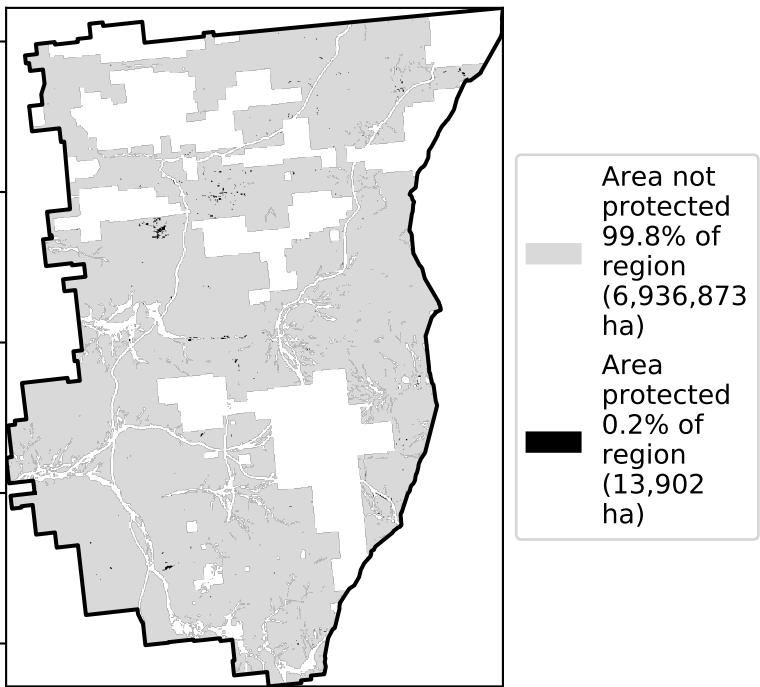 Area not
protected
99.8% of
region
(6,936,873
ha)
Area
protected
0.2% of
region
(13,902
ha)